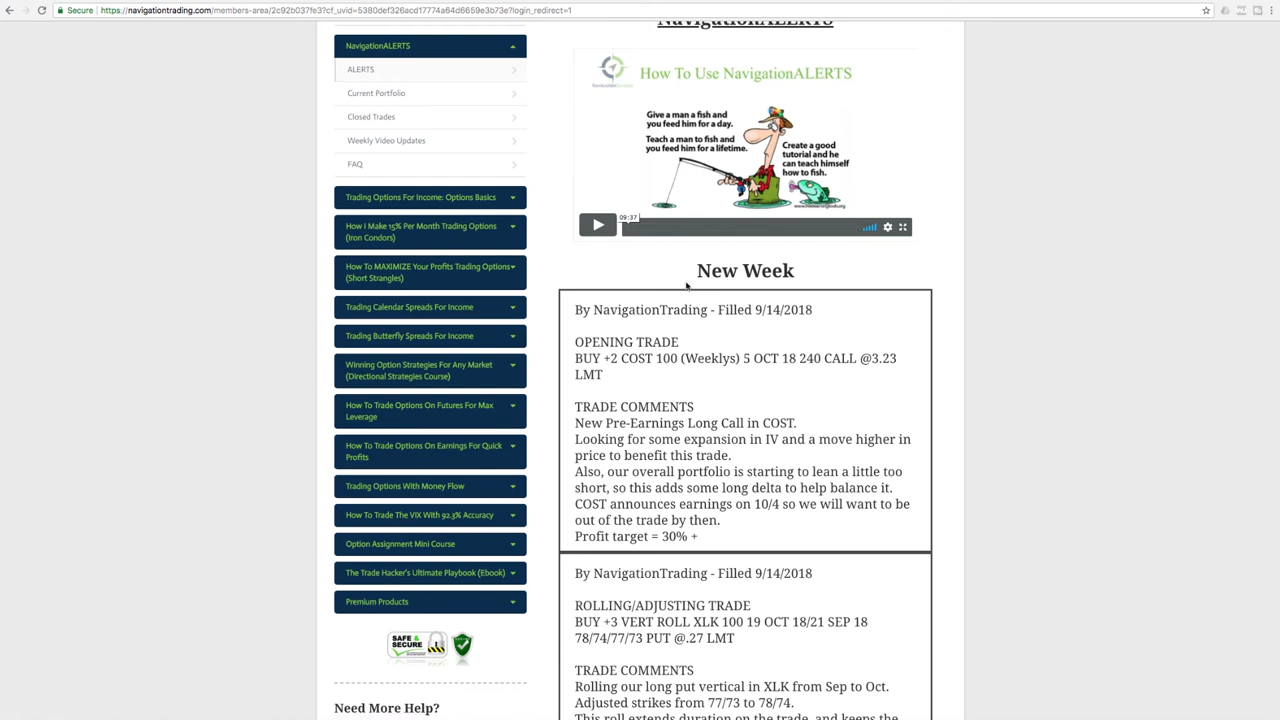 Secure
https://navigationtrading.com/members-area/2c92b037fe3?cf_uvid=5380def326acd17774a64d6659e3b73e?login_redirect=1
NavigationALERTS
NavigationALERTS
ALERTS
Current Portfolio
Closed Trades
Weekly Video Updates
FAQ
Trading Options For Income: Options Basics
How I Make 15% Per Month Trading Options
(Iron Condors)
How To MAXIMIZE Your Profits Trading Options
(Short Strangles)
Trading Calendar Spreads For Income
Trading Butterfly Spreads For Income
Winning Option Strategies For Any Market
(Directional Strategies Course)
How To Trade Options On Futures For Max
Leverage
How To Trade Options On Earnings For Quick
Profits
Trading Options With Money Flow
How To Trade The VIX With 92.3% Accuracy
Option Assignment Mini Course
The Trade Hacker's Ultimate Playbook (Ebook)
Premium Products
SAFE &
SECURE
Need More Help?
How To Use NavigationALERTS
Give a man a fish and
you feed him for a day.
Teach a man to fish and
you feed him for a lifetime.
Create a good
tutorial and he
can teach himself
how to fish.
09:37
New Week
By NavigationTrading - Filled 9/14/2018
OPENING TRADE
BUY +2 COST 100 (Weeklys) 5 OCT 18 240 CALL @3.23
LMT
TRADE COMMENTS
New Pre-Earnings Long Call in COST.
Looking for some expansion in IV and a move higher in
price to benefit this trade.
Also, our overall portfolio is starting to lean a little too
short, so this adds some long delta to help balance it.
COST announces earnings on 10/4 so we will want to be
out of the trade by then.
Profit target = 30% +
By NavigationTrading - Filled 9/14/2018
ROLLING/ADJUSTING TRADE
BUY +3 VERT ROLL XLK 100 19 OCT 18/21 SEP 18
78/74/77/73 PUT @.27 LMT
TRADE COMMENTS
Rolling our long put vertical in XLK from Sep to Oct.
Adjusted strikes from 77/73 to 78/74.
This roll extends duration on the trade, and keeps the